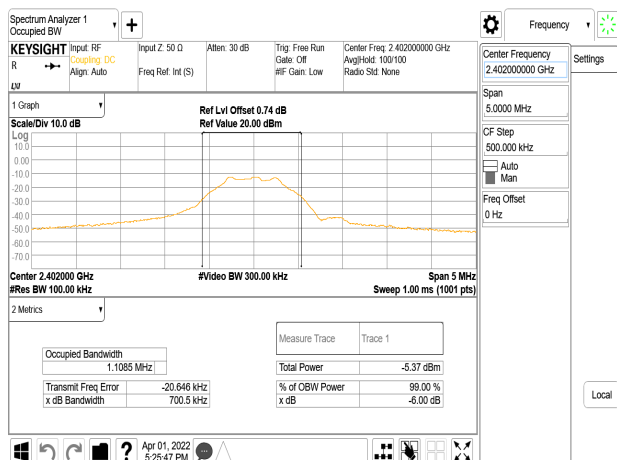 Spectrum Analyzer 1
Occupied BW
Frequency
KEYSIGHT
R
Input: RF
Coupling: DC
Align: Auto
Input Z: 50 Ω
Freq Ref: Int (S)
Atten: 30 dB
Trig: Free Run
Gate: Off
#IF Gain: Low
Center Freq: 2.402000000 GHz
Avg|Hold: 100/100
Radio Std: None
Center Frequency
2.402000000 GHz
Settings
Span
5.0000 MHz
CF Step
500.000 kHz
Auto
Man
Freq Offset
0 Hz
1 Graph
Scale/Div 10.0 dB
Ref Lvl Offset 0.74 dB
Ref Value 20.00 dBm
Log
10.0
0.00
-10.0
-20.0
-30.0
-40.0
-50.0
-60.0
-70.0
Center 2.402000 GHz
#Res BW 100.00 kHz
#Video BW 300.00 kHz
Span 5 MHz
Sweep 1.00 ms (1001 pts)
2 Metrics
Measure Trace Trace 1
Occupied Bandwidth
1.1085 MHz
Total Power -5.37 dBm
Transmit Freq Error -20.646 kHz
% of OBW Power 99.00 %
x dB Bandwidth 700.5 kHz
x dB -6.00 dB
Local
Apr 01, 2022
5:25:47 PM